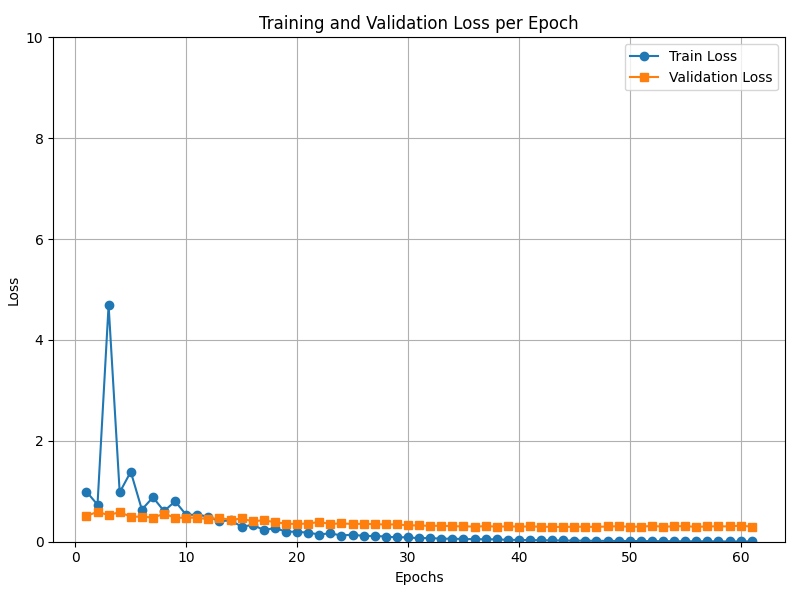 Training and Validation Loss per Epoch
Train Loss
Validation Loss
10
8
6
4
2
0
Loss
0 10 20 30 40 50 60
Epochs